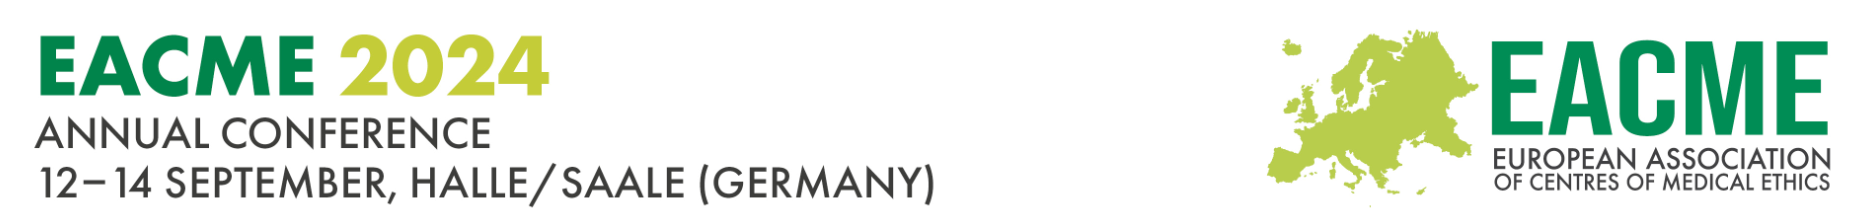 EACME 2024
ANNUAL CONFERENCE
12–14 SEPTEMBER, HALLE/SAALE (GERMANY)
EACME
EUROPEAN ASSOCIATION
OF CENTRES OF MEDICAL ETHICS